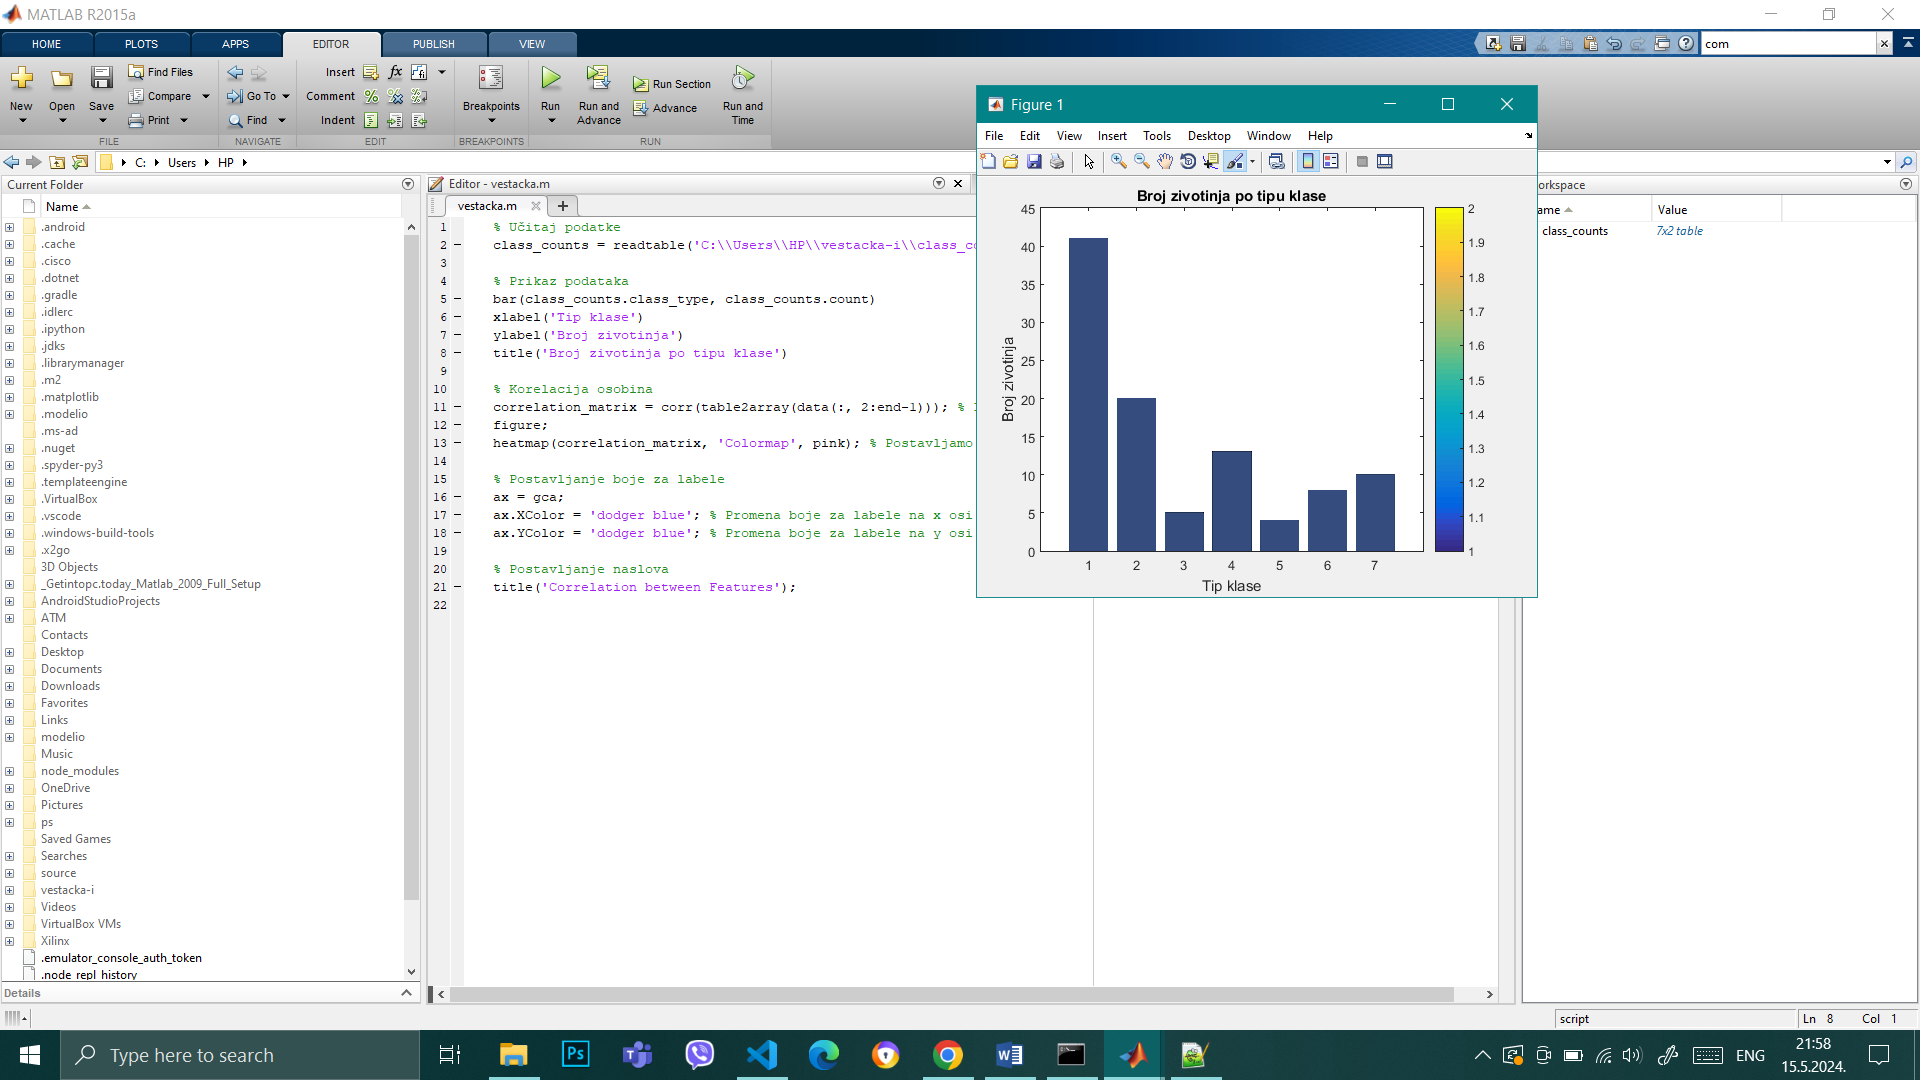 MATLAB R2015a
HOME PLOTS APPS EDITOR PUBLISH VIEW
com
New
Open
Save
Find Files
Compare
Print
FILE
Go To
Find
NAVIGATE
Insert
Comment
Indent
EDIT
Breakpoints
BREAKPOINTS
Run
Run and Advance
Run Section
Advance
Run and Time
RUN
C: Users HP
Current Folder
Name
.android
.cache
.cisco
.dotnet
.gradle
.idlerc
.ipython
.jdks
.librarymanager
.m2
.matplotlib
.modelio
.ms-ad
.nuget
.spyder-py3
.templateengine
.VirtualBox
.vscode
.windows-build-tools
.x2go
3D Objects
_Getintopc.today_Matlab_2009_Full_Setup
AndroidStudioProjects
ATM
Contacts
Desktop
Documents
Downloads
Favorites
Links
modelio
Music
node_modules
OneDrive
Pictures
ps
Saved Games
Searches
source
vestacka-i
Videos
VirtualBox VMs
Xilinx
.emulator_console_auth_token
.node_repl_history
Details
Editor - vestacka.m
vestacka.m
1 % Učitaj podatke
2 class_counts = readtable('C:\\Users\\HP\\vestacka-i\\class_co
3
4 % Prikaz podataka
5 bar(class_counts.class_type, class_counts.count)
6 xlabel('Tip klase')
7 ylabel('Broj zivotinja')
8 title('Broj zivotinja po tipu klase')
9
10 % Korelacija osobina
11 correlation_matrix = corr(table2array(data(:, 2:end-1))); %
12 figure;
13 heatmap(correlation_matrix, 'Colormap', pink); % Postavljamo
14
15 % Postavljanje boje za labele
16 ax = gca;
17 ax.XColor = 'dodger blue'; % Promena boje za labele na x osi
18 ax.YColor = 'dodger blue'; % Promena boje za labele na y osi
19
20 % Postavljanje naslova
21 title('Correlation between Features');
22
Figure 1
File Edit View Insert Tools Desktop Window Help
Broj zivotinja po tipu klase
45
40
35
30
25
20
15
10
5
0
Broj zivotinja
1 2 3 4 5 6 7
Tip klase
2
1.9
1.8
1.7
1.6
1.5
1.4
1.3
1.2
1.1
1
orkspace
ame Value
class_counts 7x2 table
script
Ln 8 Col 1
Type here to search
Ps
ENG
21:58
15.5.2024.